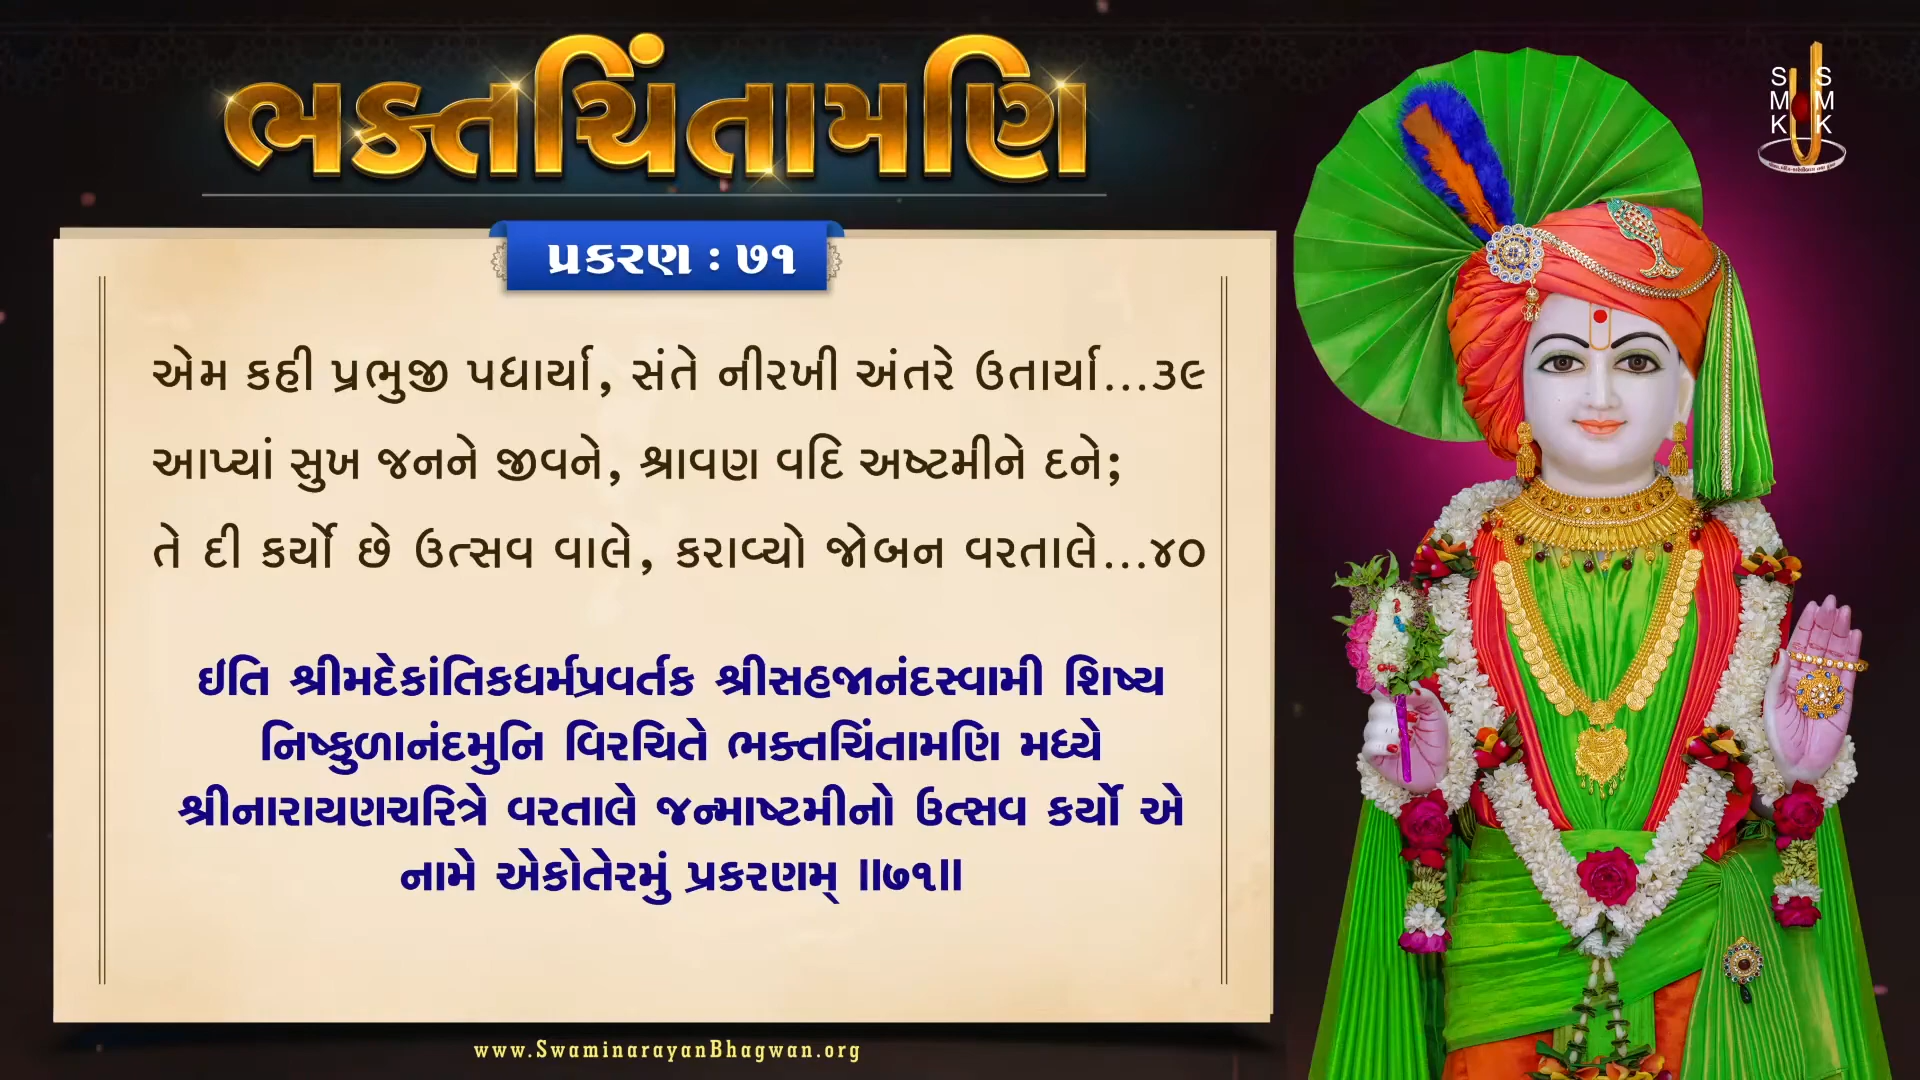 ભક્તચિંતામણિ
S S
M M
K K
પ્રકરણ : ૭૧
એમ કહી પ્રભુજી પધાર્યા, સંતે નીરખી અંતરે ઉતાર્યા...૩૯
આપ્યાં સુખ જનને જીવને, શ્રાવણ વદિ અષ્ટમીને દને;
તે દી કર્યો છે ઉત્સવ વાલે, કરાવ્યો જોબન વરતાલે...૪૦
ઇતિ શ્રીમદેકાંતિકધર્મપ્રવર્તક શ્રીસહજાનંદસ્વામી શિષ્ય
નિષ્કુળાનંદમુનિ વિરચિતે ભક્તચિંતામણિ મધ્યે
શ્રીનારાયણચરિત્રે વરતાલે જન્માષ્ટમીનો ઉત્સવ કર્યો એ
નામે એકોતેરમું પ્રકરણમ્ ॥૭૧॥
www.SwaminarayanBhagwan.org